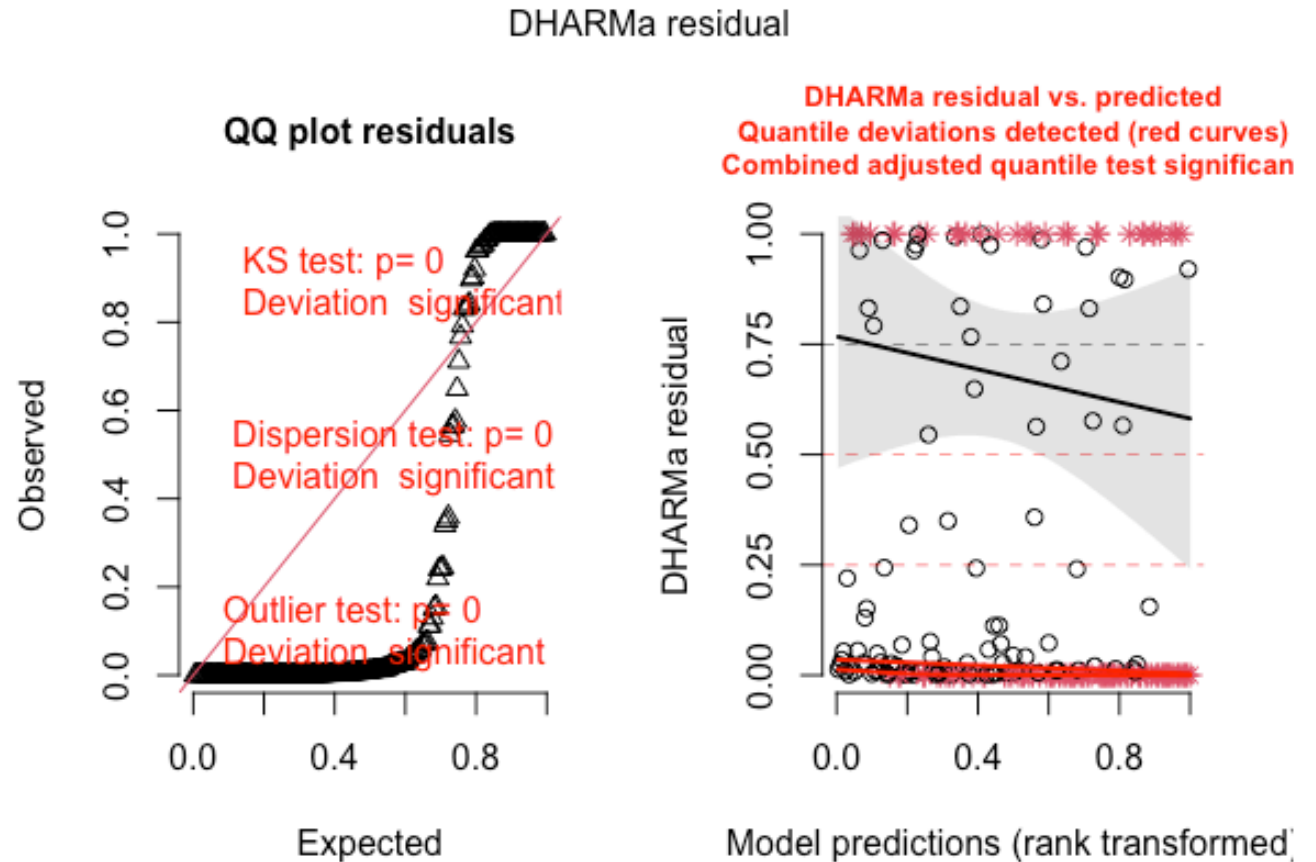 DHARMa residual
QQ plot residuals
Observed
0.0 0.2 0.4 0.6 0.8 1.0
KS test: p= 0
Deviation  significant
Dispersion test: p= 0
Deviation  significant
Outlier test: p= 0
Deviation  significant
0.0 0.4 0.8
Expected
DHARMa residual vs. predicted
Quantile deviations detected (red curves)
Combined adjusted quantile test significan
DHARMa residual
0.00 0.25 0.50 0.75 1.00
0.0 0.4 0.8
Model predictions (rank transformed)